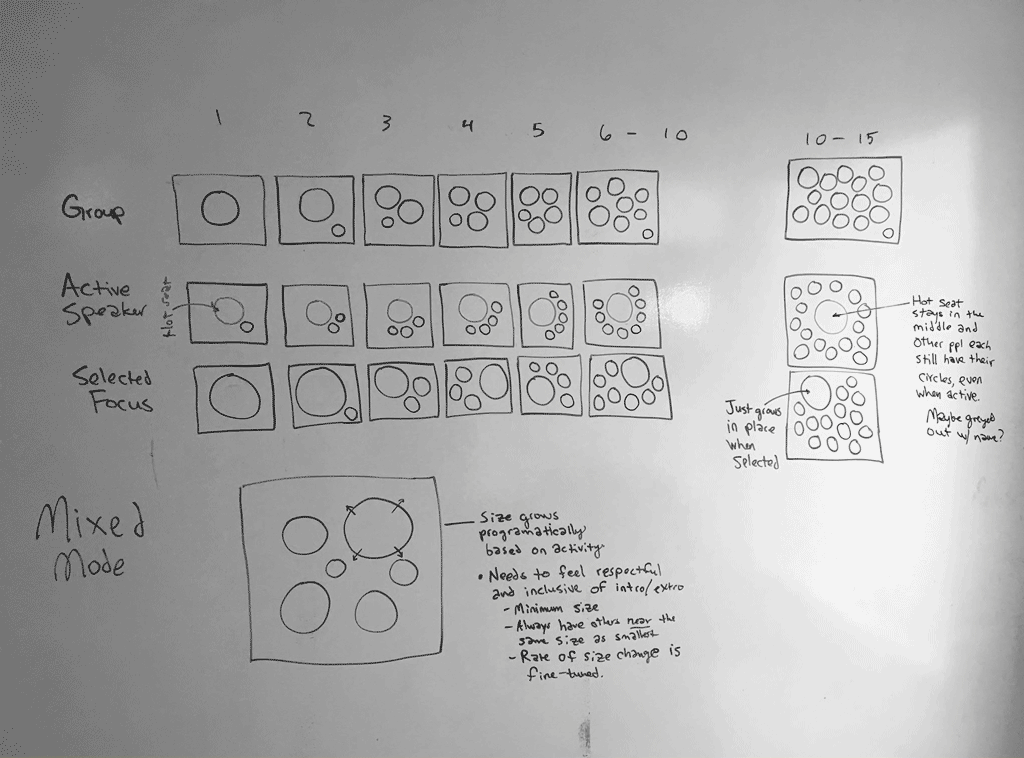 1 2 3 4 5 6 - 10 10 - 15
Group
Active
Speaker
Hot seat
Selected
Focus
Hot seat
stays in the
middle and
other ppl each
still have their
circles, even
when active.
Maybe greyed
out w/ name?
Just grows
in place
when
selected
Mixed
Mode
Size grows
programatically
based on activity
• Needs to feel respectful
and inclusive of intro/extro
- Minimum size
- Always have others near the
same size as smallest
- Rate of size change is
fine-tuned.